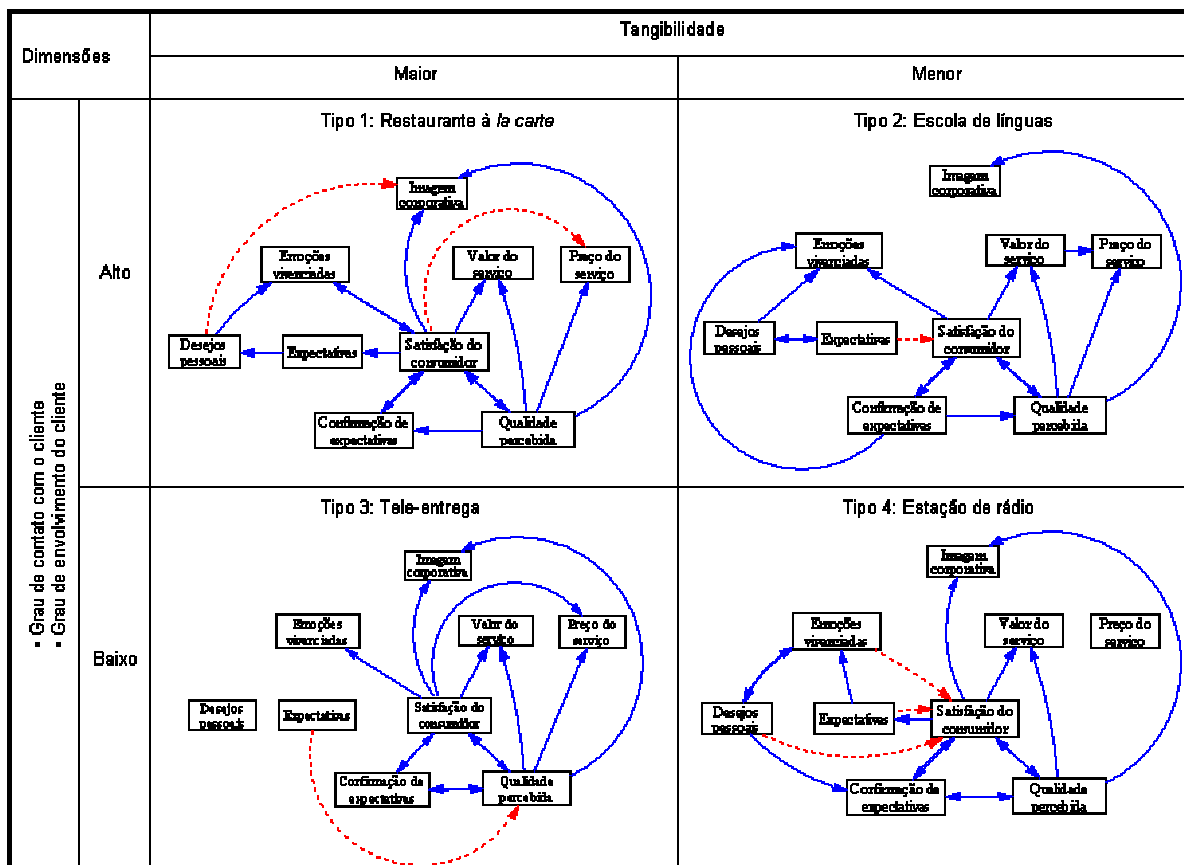 Dimensões
Tangibilidade
Maior
Menor
• Grau de contato com o cliente
• Grau de envolvimento do cliente
Alto
Tipo 1: Restaurante à la carte
Imagem
corporativa
Emoções
vivenciadas
Valor do
serviço
Preço do
serviço
Desejos
pessoais
Expectativas
Satisfação do
consumidor
Confirmação de
expectativas
Qualidade
percebida
Tipo 2: Escola de línguas
Imagem
corporativa
Emoções
vivenciadas
Valor do
serviço
Preço do
serviço
Desejos
pessoais
Expectativas
Satisfação do
consumidor
Confirmação de
expectativas
Qualidade
percebida
Baixo
Tipo 3: Tele-entrega
Imagem
corporativa
Emoções
vivenciadas
Valor do
serviço
Preço do
serviço
Desejos
pessoais
Expectativas
Satisfação do
consumidor
Confirmação de
expectativas
Qualidade
percebida
Tipo 4: Estação de rádio
Imagem
corporativa
Emoções
vivenciadas
Valor do
serviço
Preço do
serviço
Desejos
pessoais
Expectativas
Satisfação do
consumidor
Confirmação de
expectativas
Qualidade
percebida